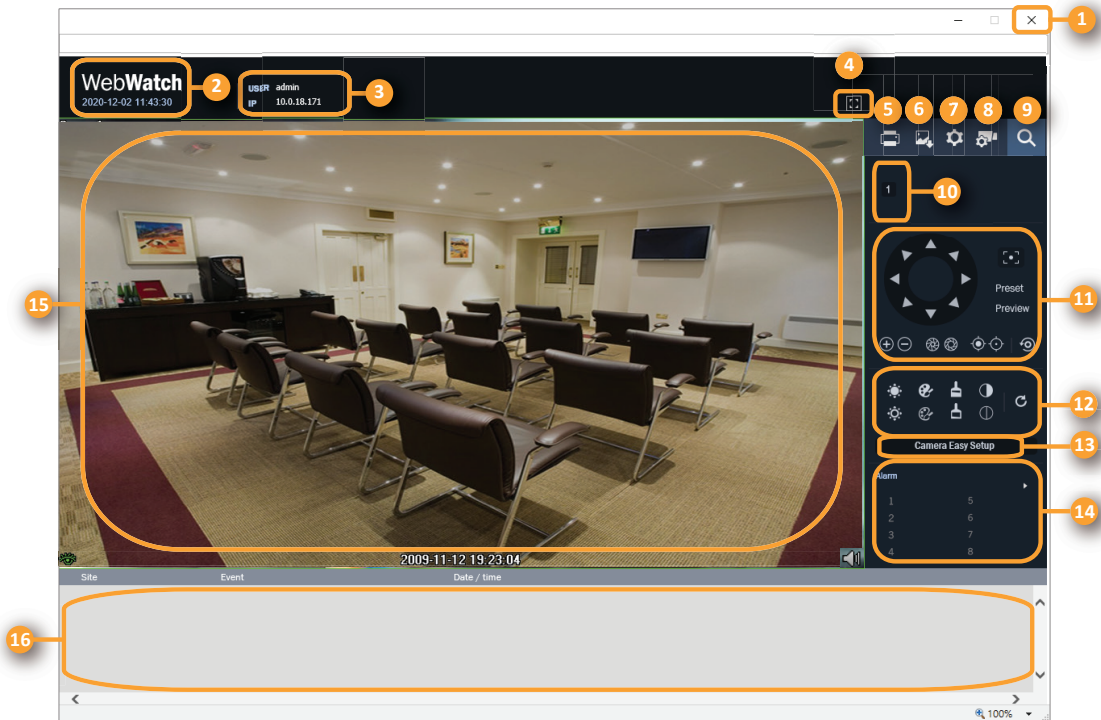 1
WebWatch
2020-12-02 11:43:30
2
USER admin
IP 10.0.18.171
3
4
5 6 7 8 9
1
10
Preset
Preview
11
12
Camera Easy Setup
13
Alarm
1 5
2 6
3 7
4 8
14
15
2009-11-12 19:23:04
Site Event Date / time
16
100%